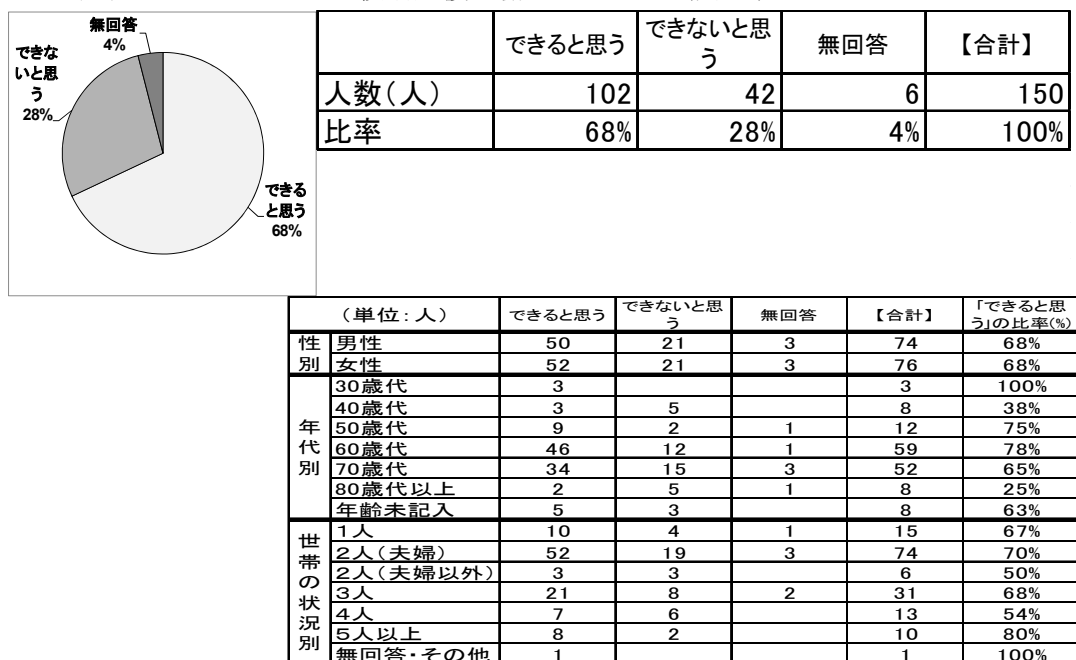 無回答
4%
できな
いと思
う
28%
できる
と思う
68%
できると思う できないと思う 無回答 【合計】
人数(人) 102 42 6 150
比率 68% 28% 4% 100%
(単位:人) できると思う できないと思う 無回答 【合計】 「できると思う」の比率(%)
性別
男性 50 21 3 74 68%
女性 52 21 3 76 68%
年代別
30歳代 3 3 100%
40歳代 3 5 8 38%
50歳代 9 2 1 12 75%
60歳代 46 12 1 59 78%
70歳代 34 15 3 52 65%
80歳代以上 2 5 1 8 25%
年齢未記入 5 3 8 63%
世帯の状況別
1人 10 4 1 15 67%
2人(夫婦) 52 19 3 74 70%
2人(夫婦以外) 3 3 6 50%
3人 21 8 2 31 68%
4人 7 6 13 54%
5人以上 8 2 10 80%
無回答・その他 1 1 100%